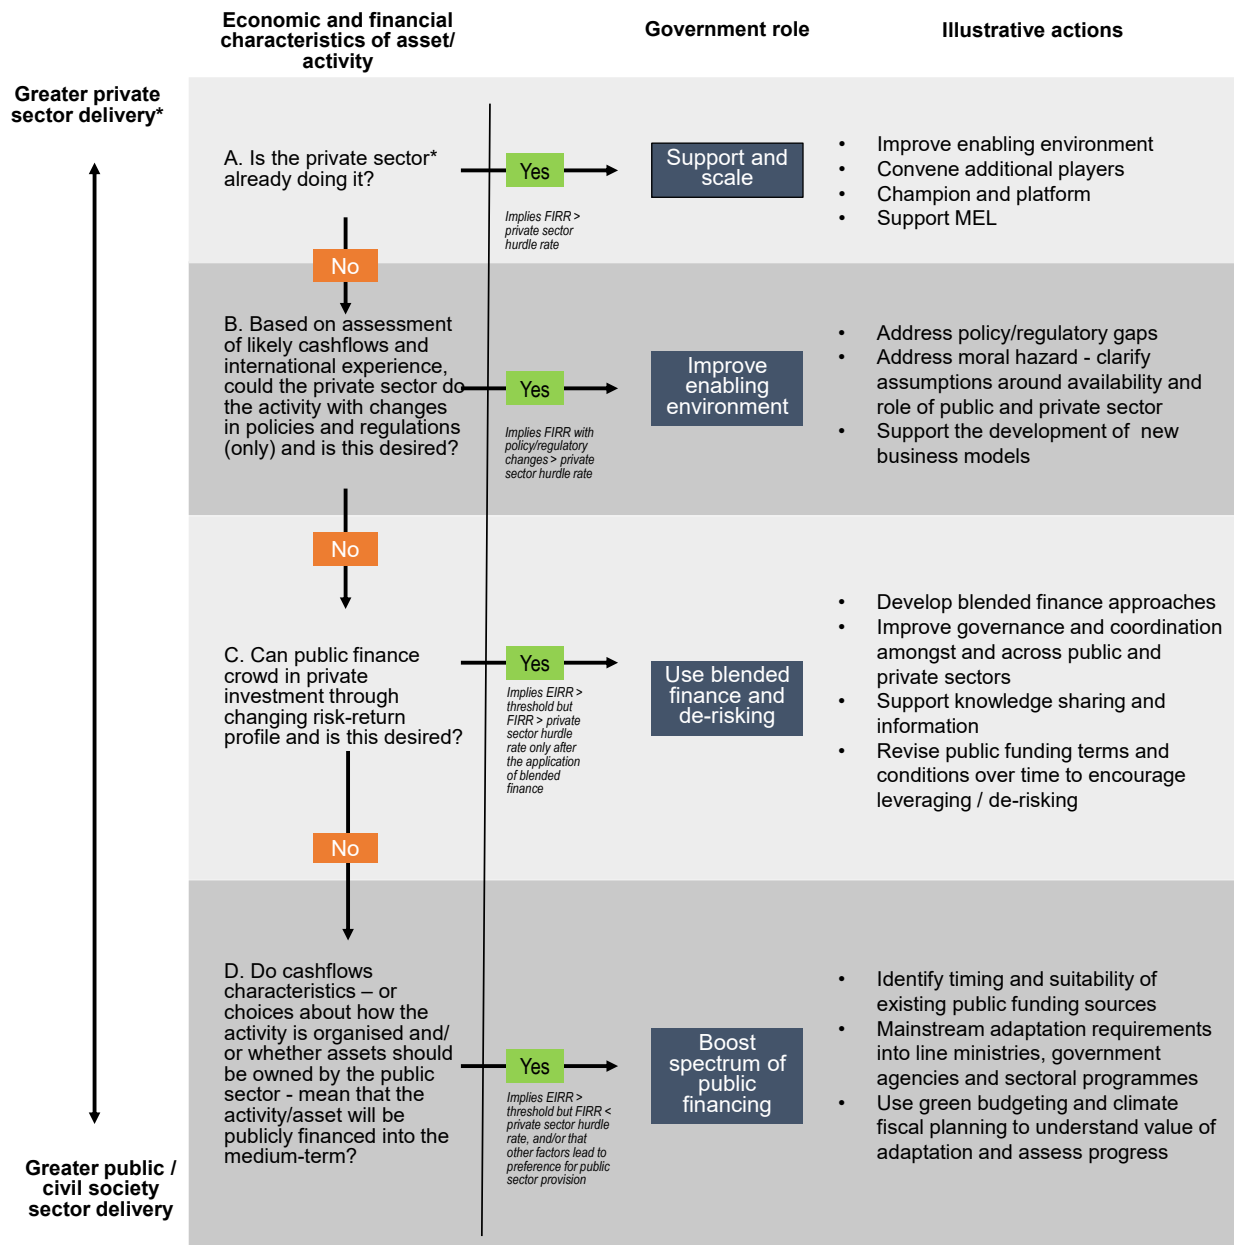 Economic and financial
characteristics of asset/
activity
Government role
Illustrative actions
Greater private
sector delivery*
A. Is the private sector*
already doing it?
Yes
Implies FIRR >
private sector
hurdle rate
Support and
scale
• Improve enabling environment
• Convene additional players
• Champion and platform
• Support MEL
No
B. Based on assessment
of likely cashflows and
international experience,
could the private sector do
the activity with changes
in policies and regulations
(only) and is this desired?
Yes
Implies FIRR with
policy/regulatory
changes > private
sector hurdle rate
Improve
enabling
environment
• Address policy/regulatory gaps
• Address moral hazard - clarify
assumptions around availability and
role of public and private sector
• Support the development of new
business models
No
C. Can public finance
crowd in private
investment through
changing risk-return
profile and is this desired?
Yes
Implies EIRR >
threshold but
FIRR > private
sector hurdle
rate only after
the application
of blended
finance
Use blended
finance and
de-risking
• Develop blended finance approaches
• Improve governance and coordination
amongst and across public and
private sectors
• Support knowledge sharing and
information
• Revise public funding terms and
conditions over time to encourage
leveraging / de-risking
No
D. Do cashflows
characteristics – or
choices about how the
activity is organised and/
or whether assets should
be owned by the public
sector - mean that the
activity/asset will be
publicly financed into the
medium-term?
Yes
Implies EIRR >
threshold but FIRR <
private sector hurdle
rate, and/or that
other factors lead to
preference for public
sector provision
Boost
spectrum of
public
financing
• Identify timing and suitability of
existing public funding sources
• Mainstream adaptation requirements
into line ministries, government
agencies and sectoral programmes
• Use green budgeting and climate
fiscal planning to understand value of
adaptation and assess progress
Greater public /
civil society
sector delivery